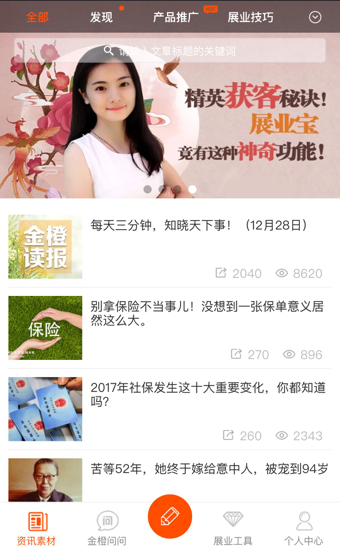 全部 发现 产品推广 展业技巧
请输入文章标题的关键词
精英获客秘诀!
展业宝
竟有这种神奇功能!
金橙
读报
每天三分钟，知晓天下事！（12月28日）
2040 8620
保险
别拿保险不当事儿！没想到一张保单意义居
然这么大。
270 896
2017年社保发生这十大重要变化，你都知道
吗？
260 2343
苦等52年，她终于嫁给意中人，被宠到94岁
问
资讯素材 金橙问问 展业工具 个人中心